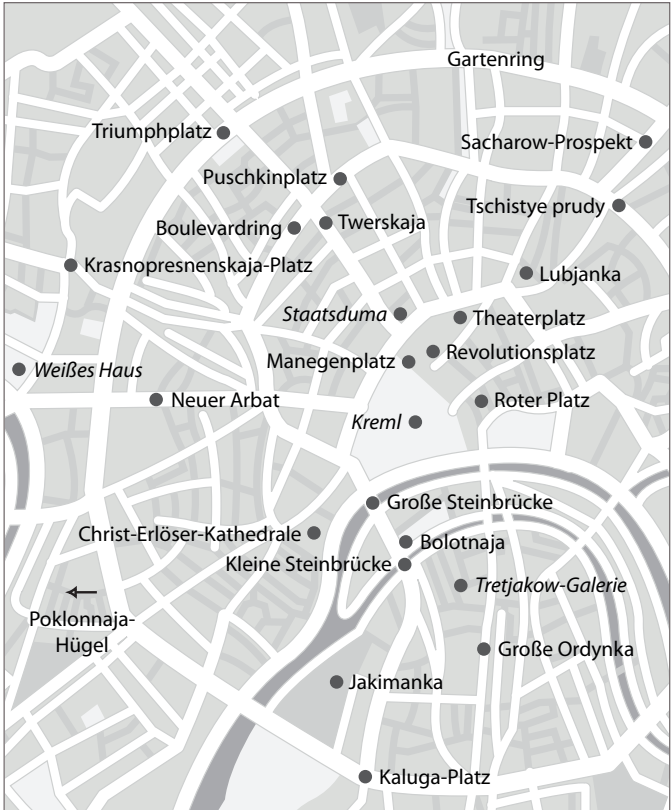 Gartenring
Triumphplatz
Sacharow-Prospekt
Puschkinplatz
Tschistye prudy
Boulevardring
Twerskaja
Krasnopresnenskaja-Platz
Lubjanka
Staatsduma
Theaterplatz
Revolutionsplatz
Manegenplatz
Weißes Haus
Neuer Arbat
Roter Platz
Kreml
Große Steinbrücke
Christ-Erlöser-Kathedrale
Bolotnaja
Kleine Steinbrücke
Tretjakow-Galerie
Poklonnaja-
Hügel
Große Ordynka
Jakimanka
Kaluga-Platz